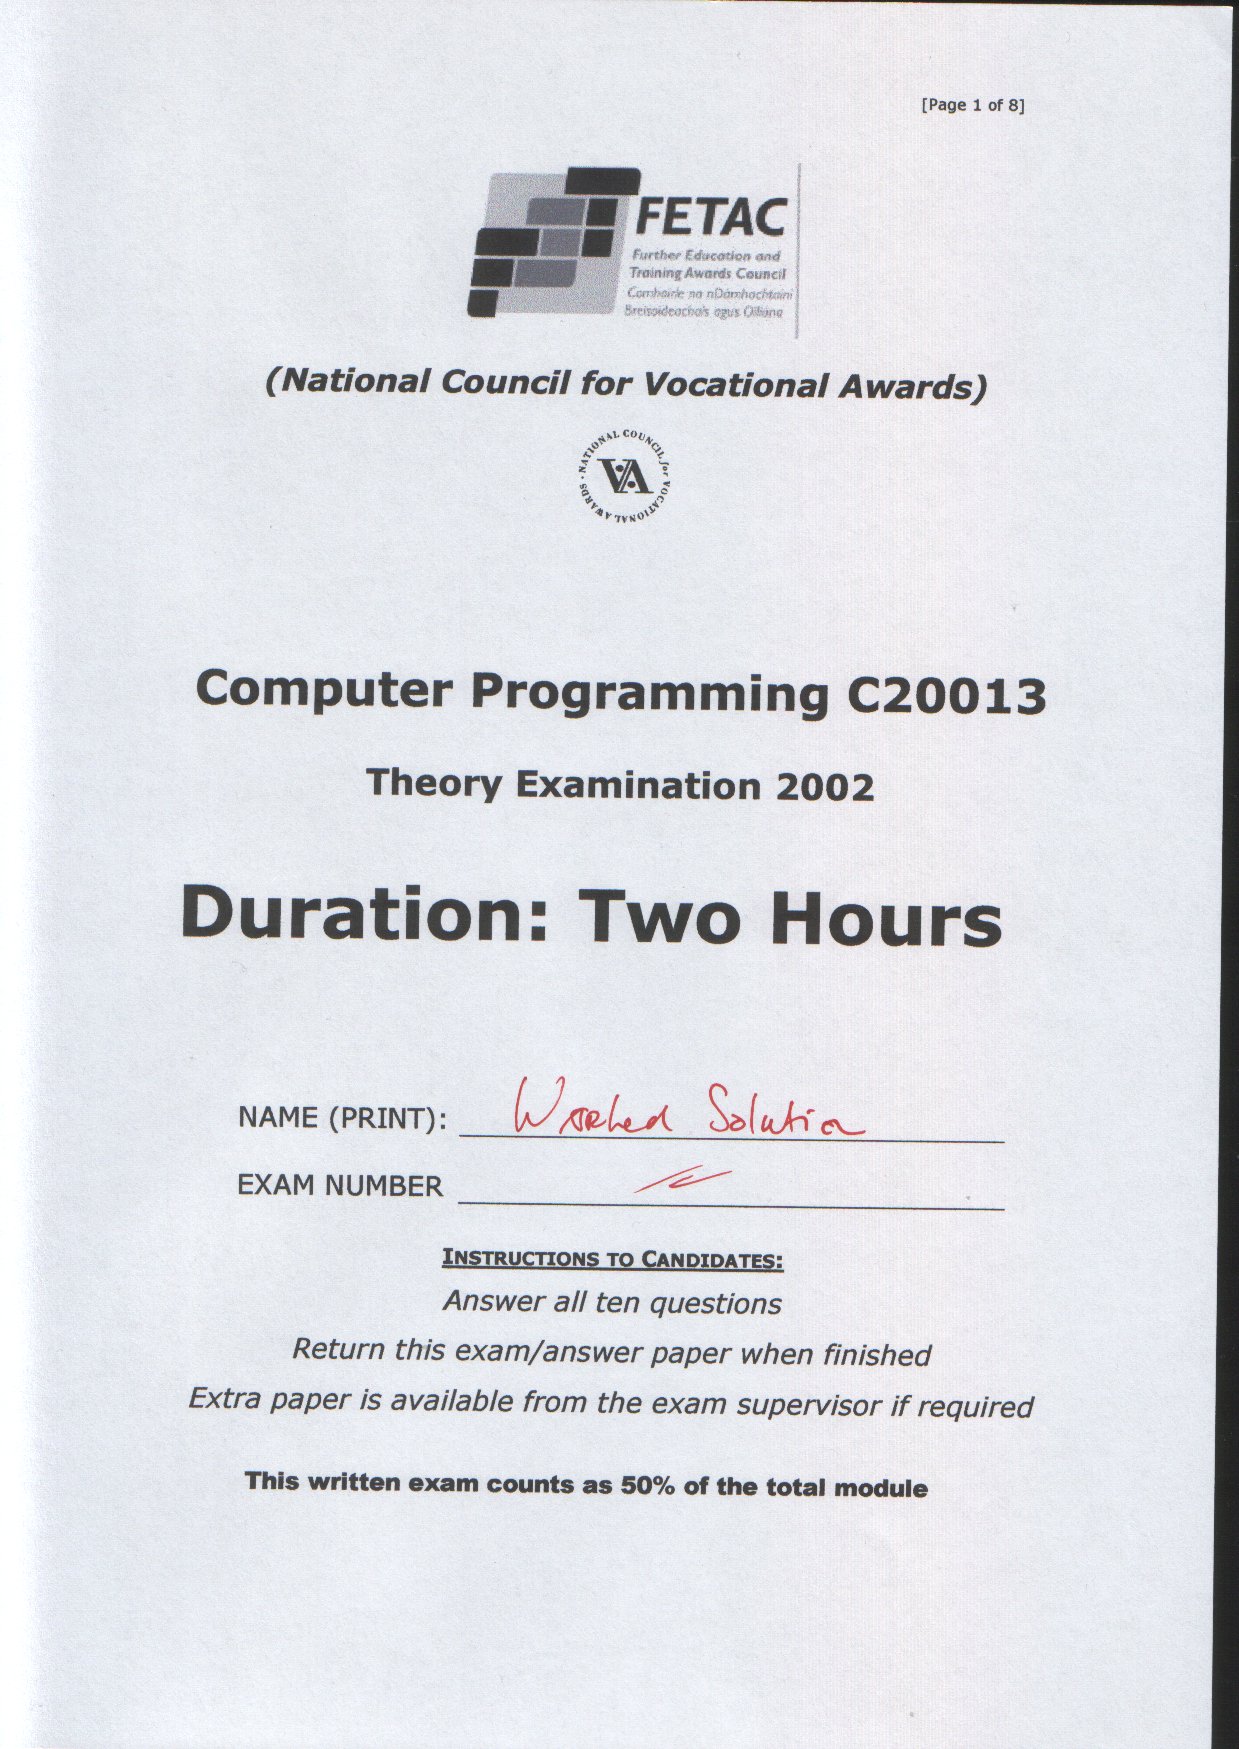 [Page 1 of 8]
FETAC
Further Education and
Training Awards Council
Comhairle na nDámhachtainí
Breisoideachais agus Oiliúna
(National Council for Vocational Awards)
NATIONAL COUNCIL for VOCATIONAL AWARDS
VA
Computer Programming C20013
Theory Examination 2002
Duration: Two Hours
NAME (PRINT): Worked Solution
EXAM NUMBER
INSTRUCTIONS TO CANDIDATES:
Answer all ten questions
Return this exam/answer paper when finished
Extra paper is available from the exam supervisor if required
This written exam counts as 50% of the total module